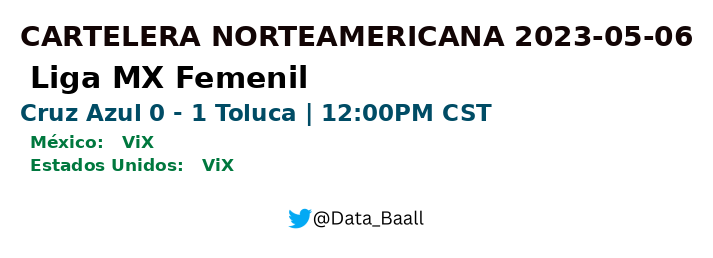 CARTELERA NORTEAMERICANA 2023-05-06
Liga MX Femenil
Cruz Azul 0 - 1 Toluca | 12:00PM CST
México: ViX
Estados Unidos: ViX
@Data_Baall